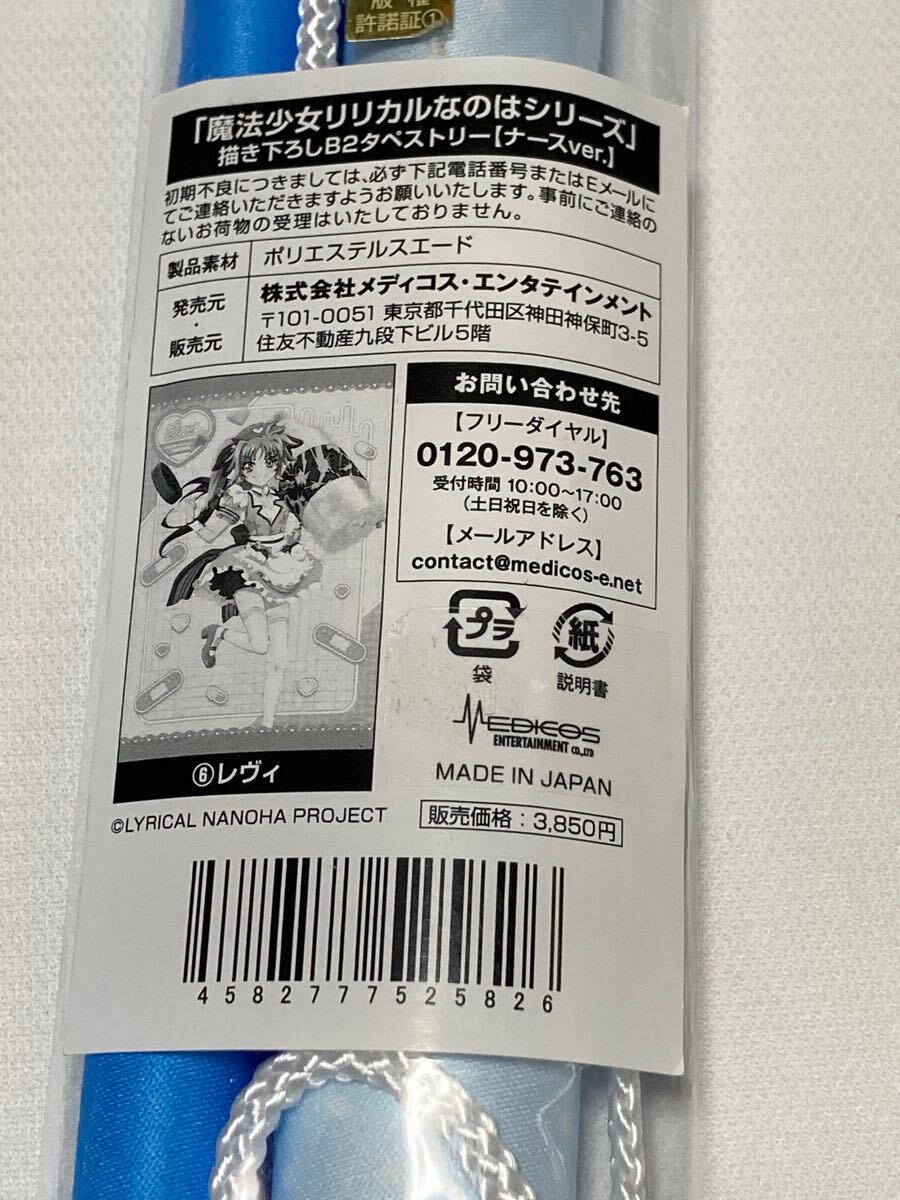 版権
許諾証①
「魔法少女リリカルなのはシリーズ」
描き下ろしB2タペストリー【ナースver.】
初期不良につきましては、必ず下記電話番号またはEメールに
てご連絡いただきますようお願いいたします。事前にご連絡の
ないお荷物の受理はいたしておりません。
製品素材 ポリエステルスエード
発売元・販売元
株式会社メディコス・エンタテインメント
〒101-0051 東京都千代田区神田神保町3-5
住友不動産九段下ビル5階
お問い合わせ先
【フリーダイヤル】
0120-973-763
受付時間 10:00〜17:00
(土日祝日を除く)
【メールアドレス】
contact@medicos-e.net
プラ
袋
紙
説明書
MEDICOS
ENTERTAINMENT CO.,LTD
MADE IN JAPAN
⑥レヴィ
©LYRICAL NANOHA PROJECT
販売価格:3,850円
4582777525826